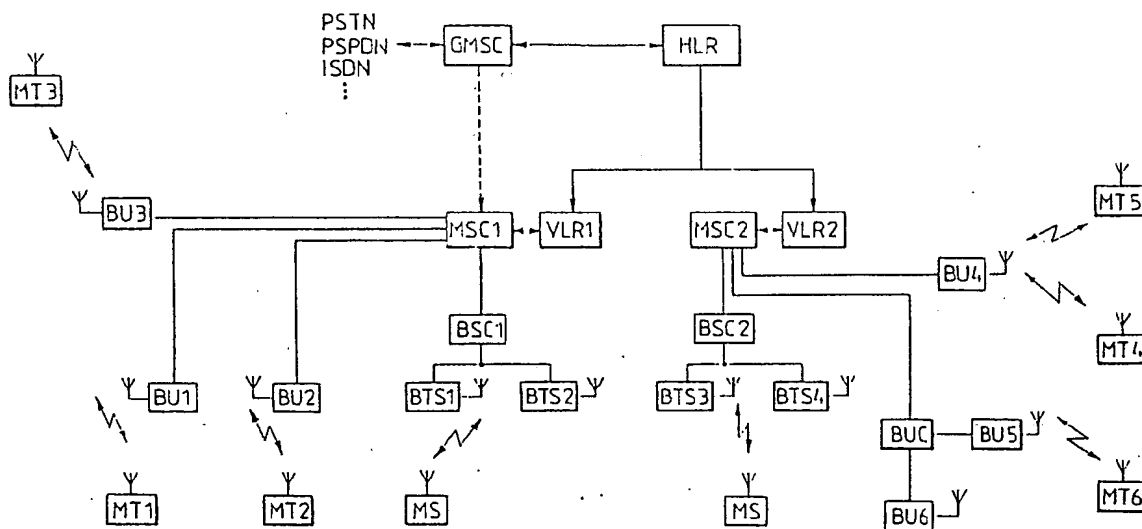 PSTN
PSPDN
ISDN
GMSC
HLR
MT3
BU3
MSC1
VLR1
MSC2
VLR2
MT5
BU4
MT4
BSC1
BSC2
BU1
BU2
BTS1
BTS2
BTS3
BTS4
BUC
BU5
MT1
MT2
MS
MS
BU6
MT6